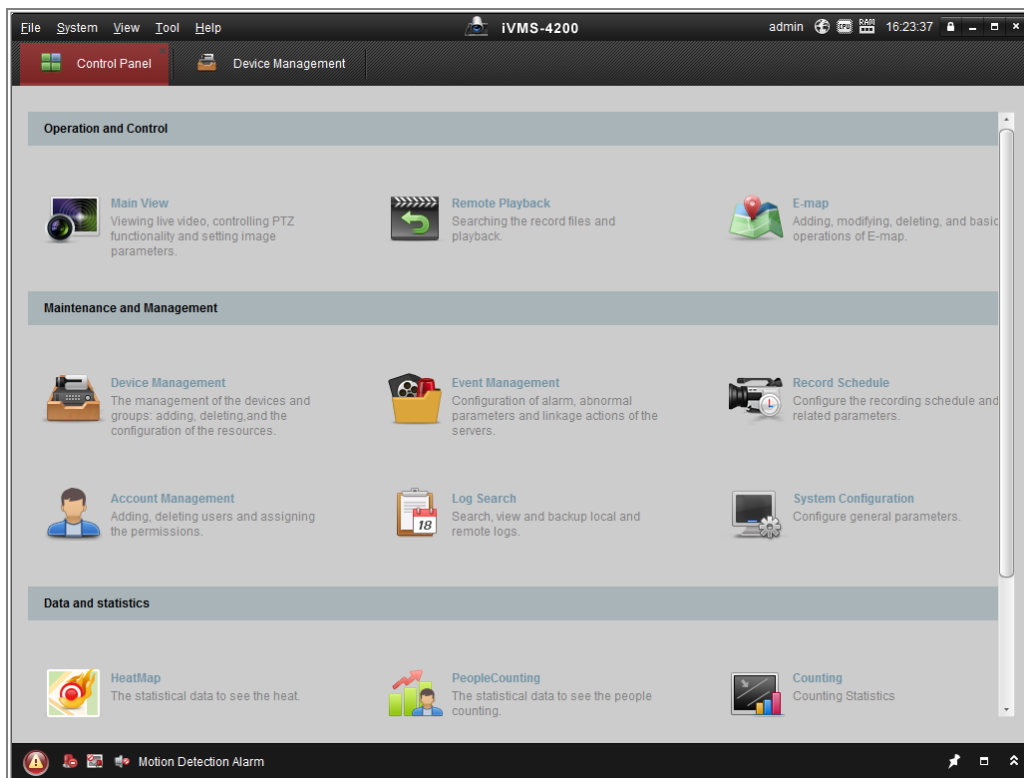 File System View Tool Help iVMS-4200 admin CPU RAM 16:23:37
Control Panel Device Management
Operation and Control
Main View
Viewing live video, controlling PTZ
functionality and setting image
parameters.
Remote Playback
Searching the record files and
playback.
E-map
Adding, modifying, deleting, and basic
operations of E-map.
Maintenance and Management
Device Management
The management of the devices and
groups: adding, deleting,and the
configuration of the resources.
Event Management
Configuration of alarm, abnormal
parameters and linkage actions of the
servers.
Record Schedule
Configure the recording schedule and
related parameters.
Account Management
Adding, deleting users and assigning
the permissions.
Log Search
Search, view and backup local and
remote logs.
18
System Configuration
Configure general parameters.
Data and statistics
HeatMap
The statistical data to see the heat.
PeopleCounting
The statistical data to see the people
counting.
Counting
Counting Statistics
Motion Detection Alarm